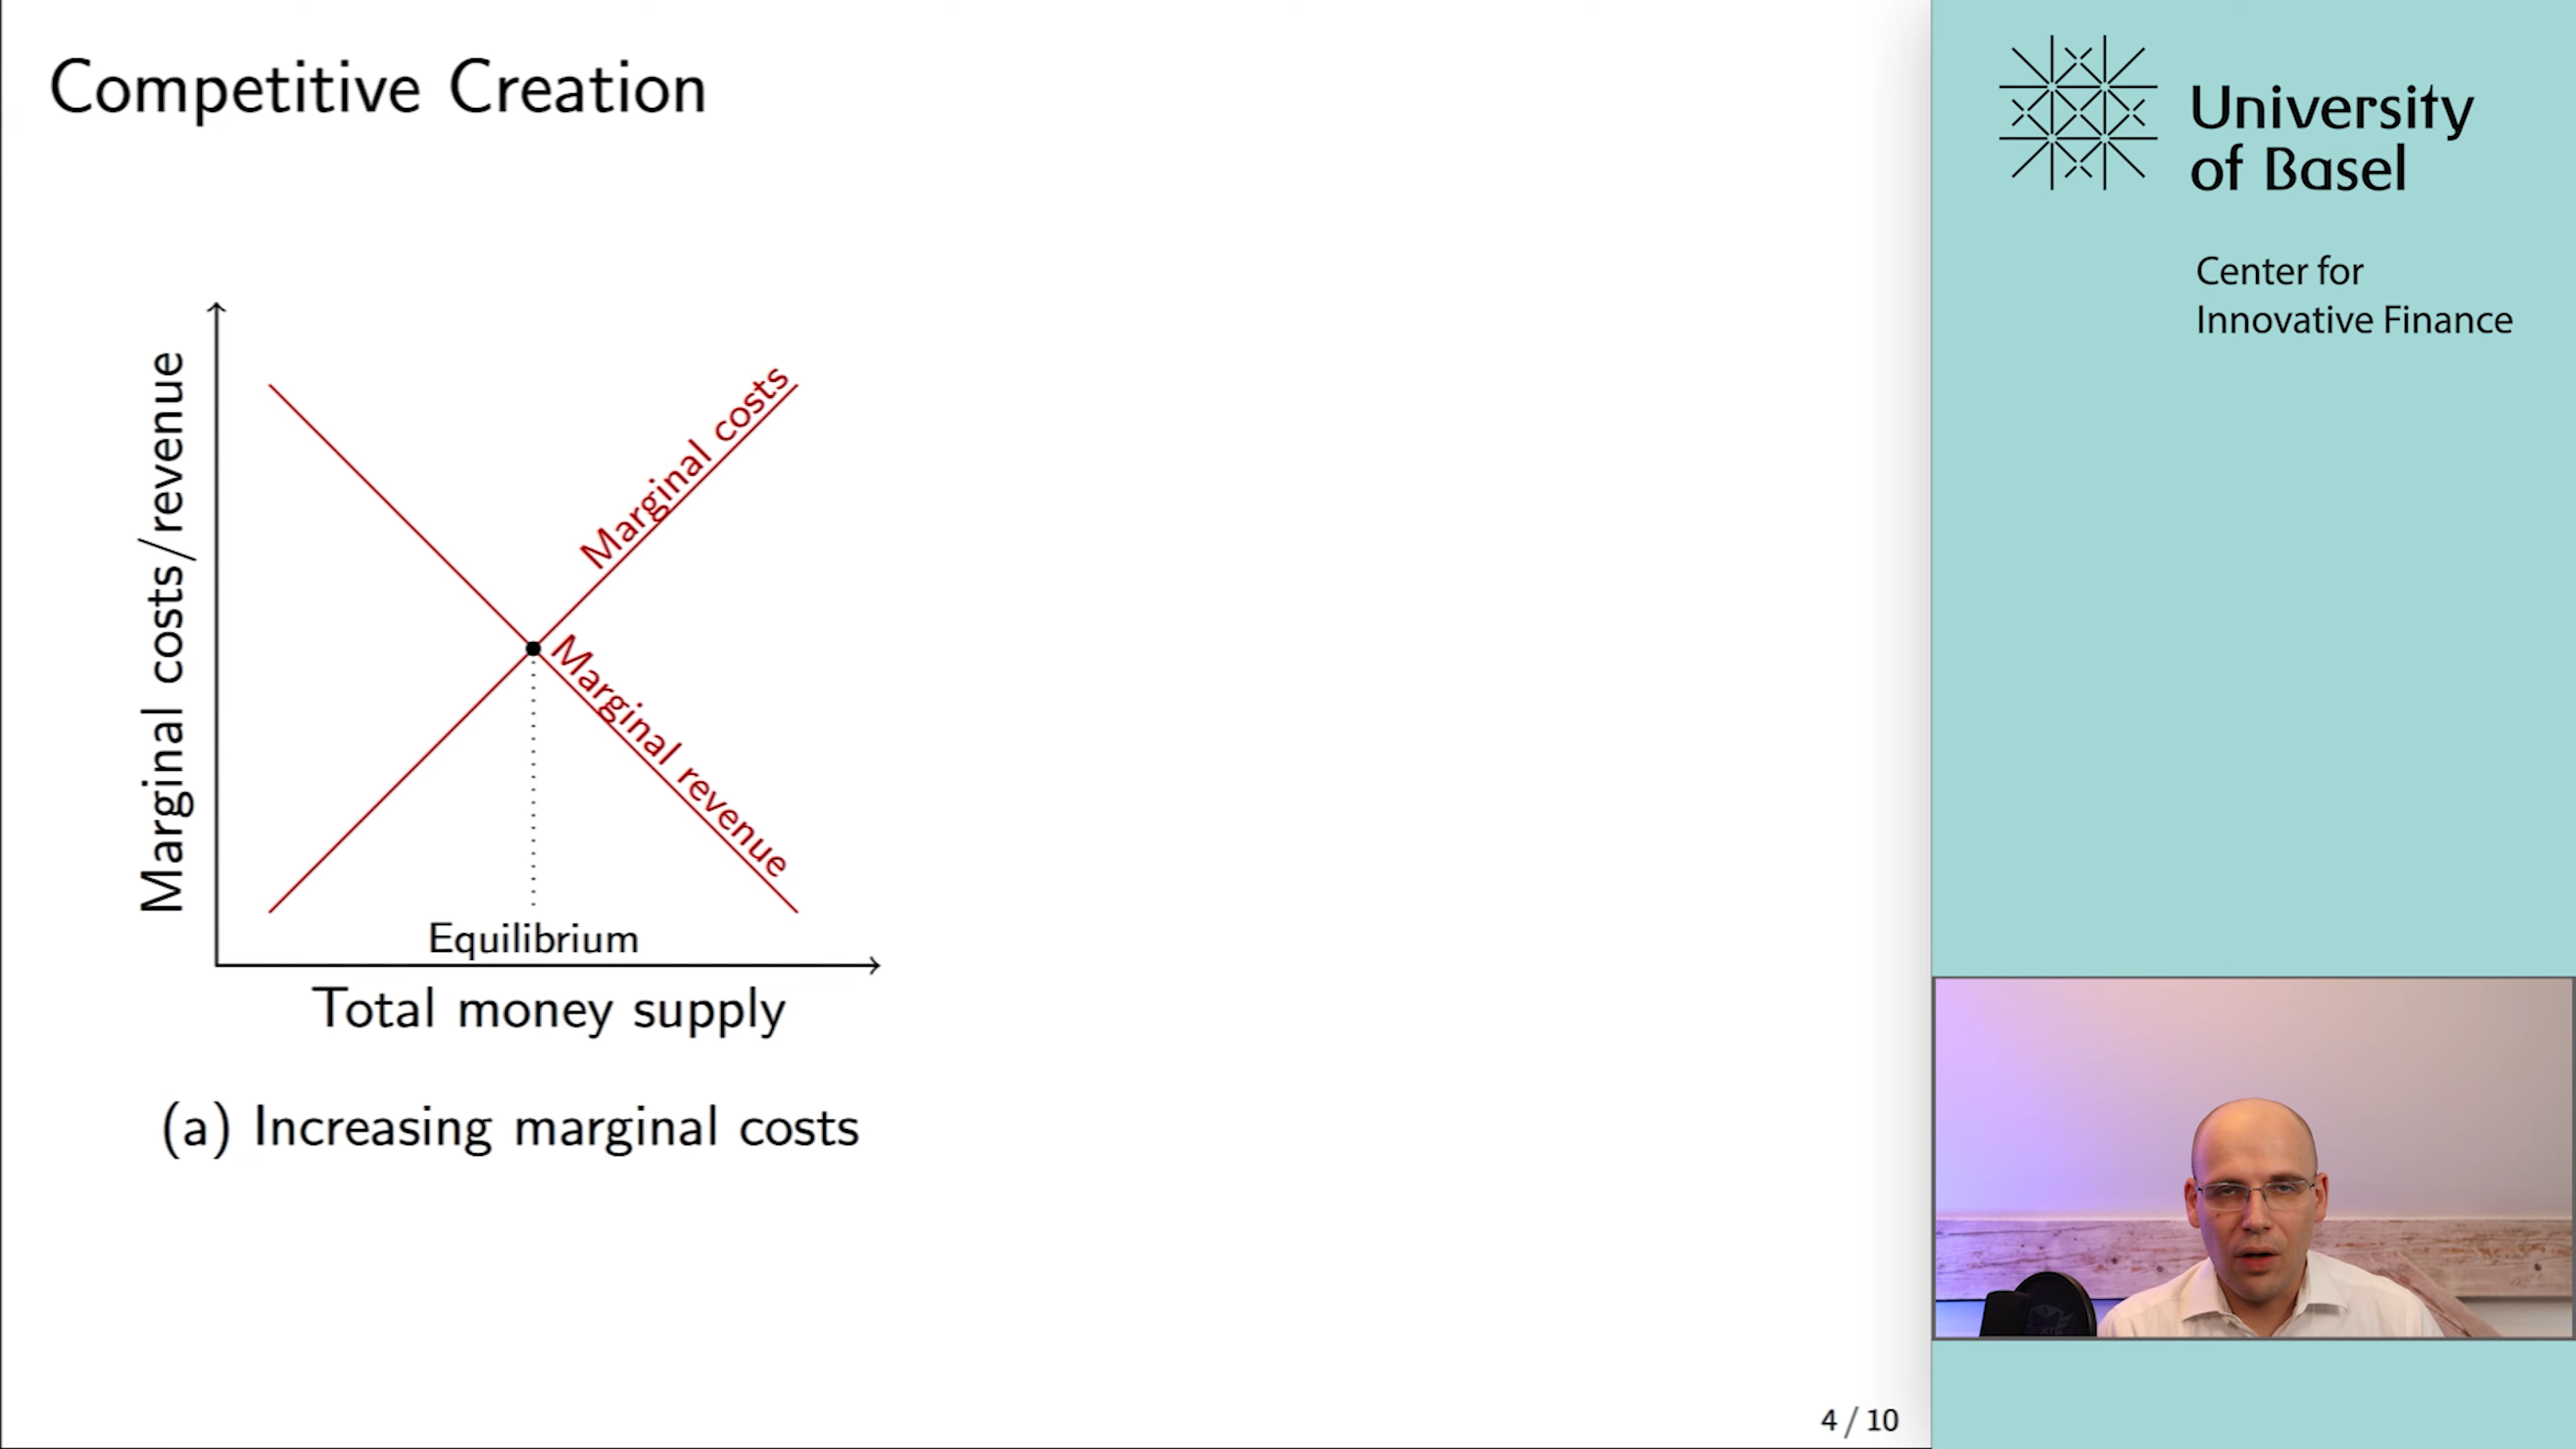 Competitive Creation
Marginal costs/revenue
Marginal costs
Marginal revenue
Equilibrium
Total money supply
(a) Increasing marginal costs
4 / 10
University
of Basel
Center for
Innovative Finance